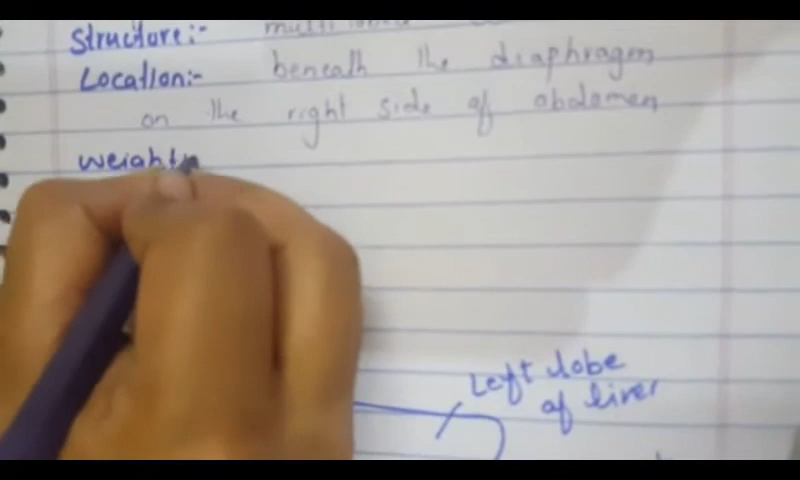 Structure:-
Location:- beneath the diaphragm
on the right side of abdomen
weight
Left lobe
of liver